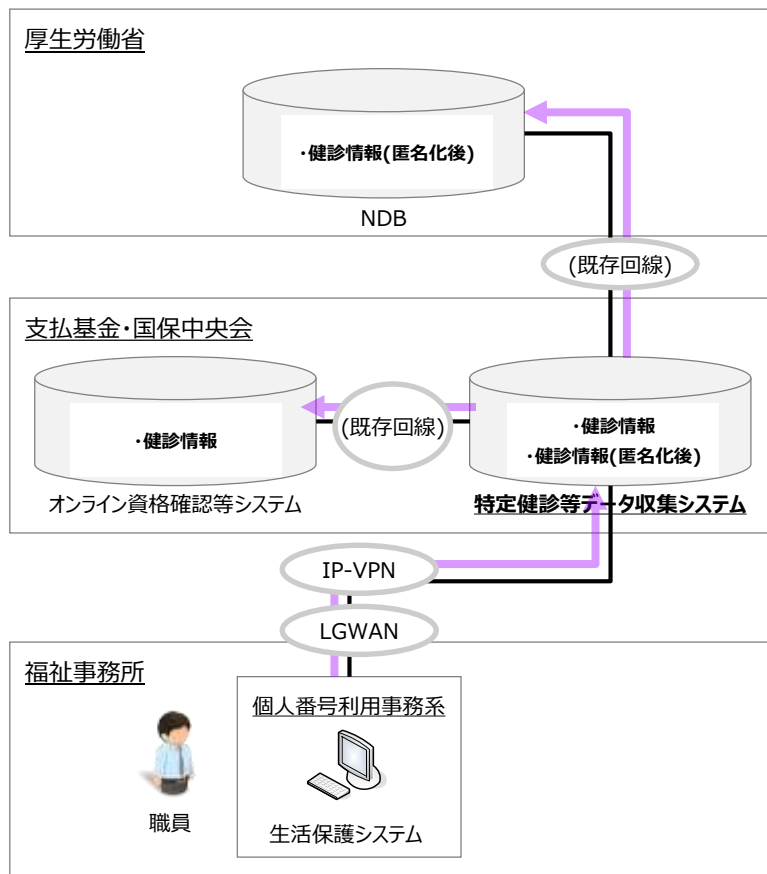 厚生労働省
・健診情報(匿名化後)
NDB
(既存回線)
支払基金・国保中央会
・健診情報
(既存回線)
・健診情報
・健診情報(匿名化後)
オンライン資格確認等システム
特定健診等データ収集システム
IP-VPN
LGWAN
福祉事務所
個人番号利用事務系
職員
生活保護システム